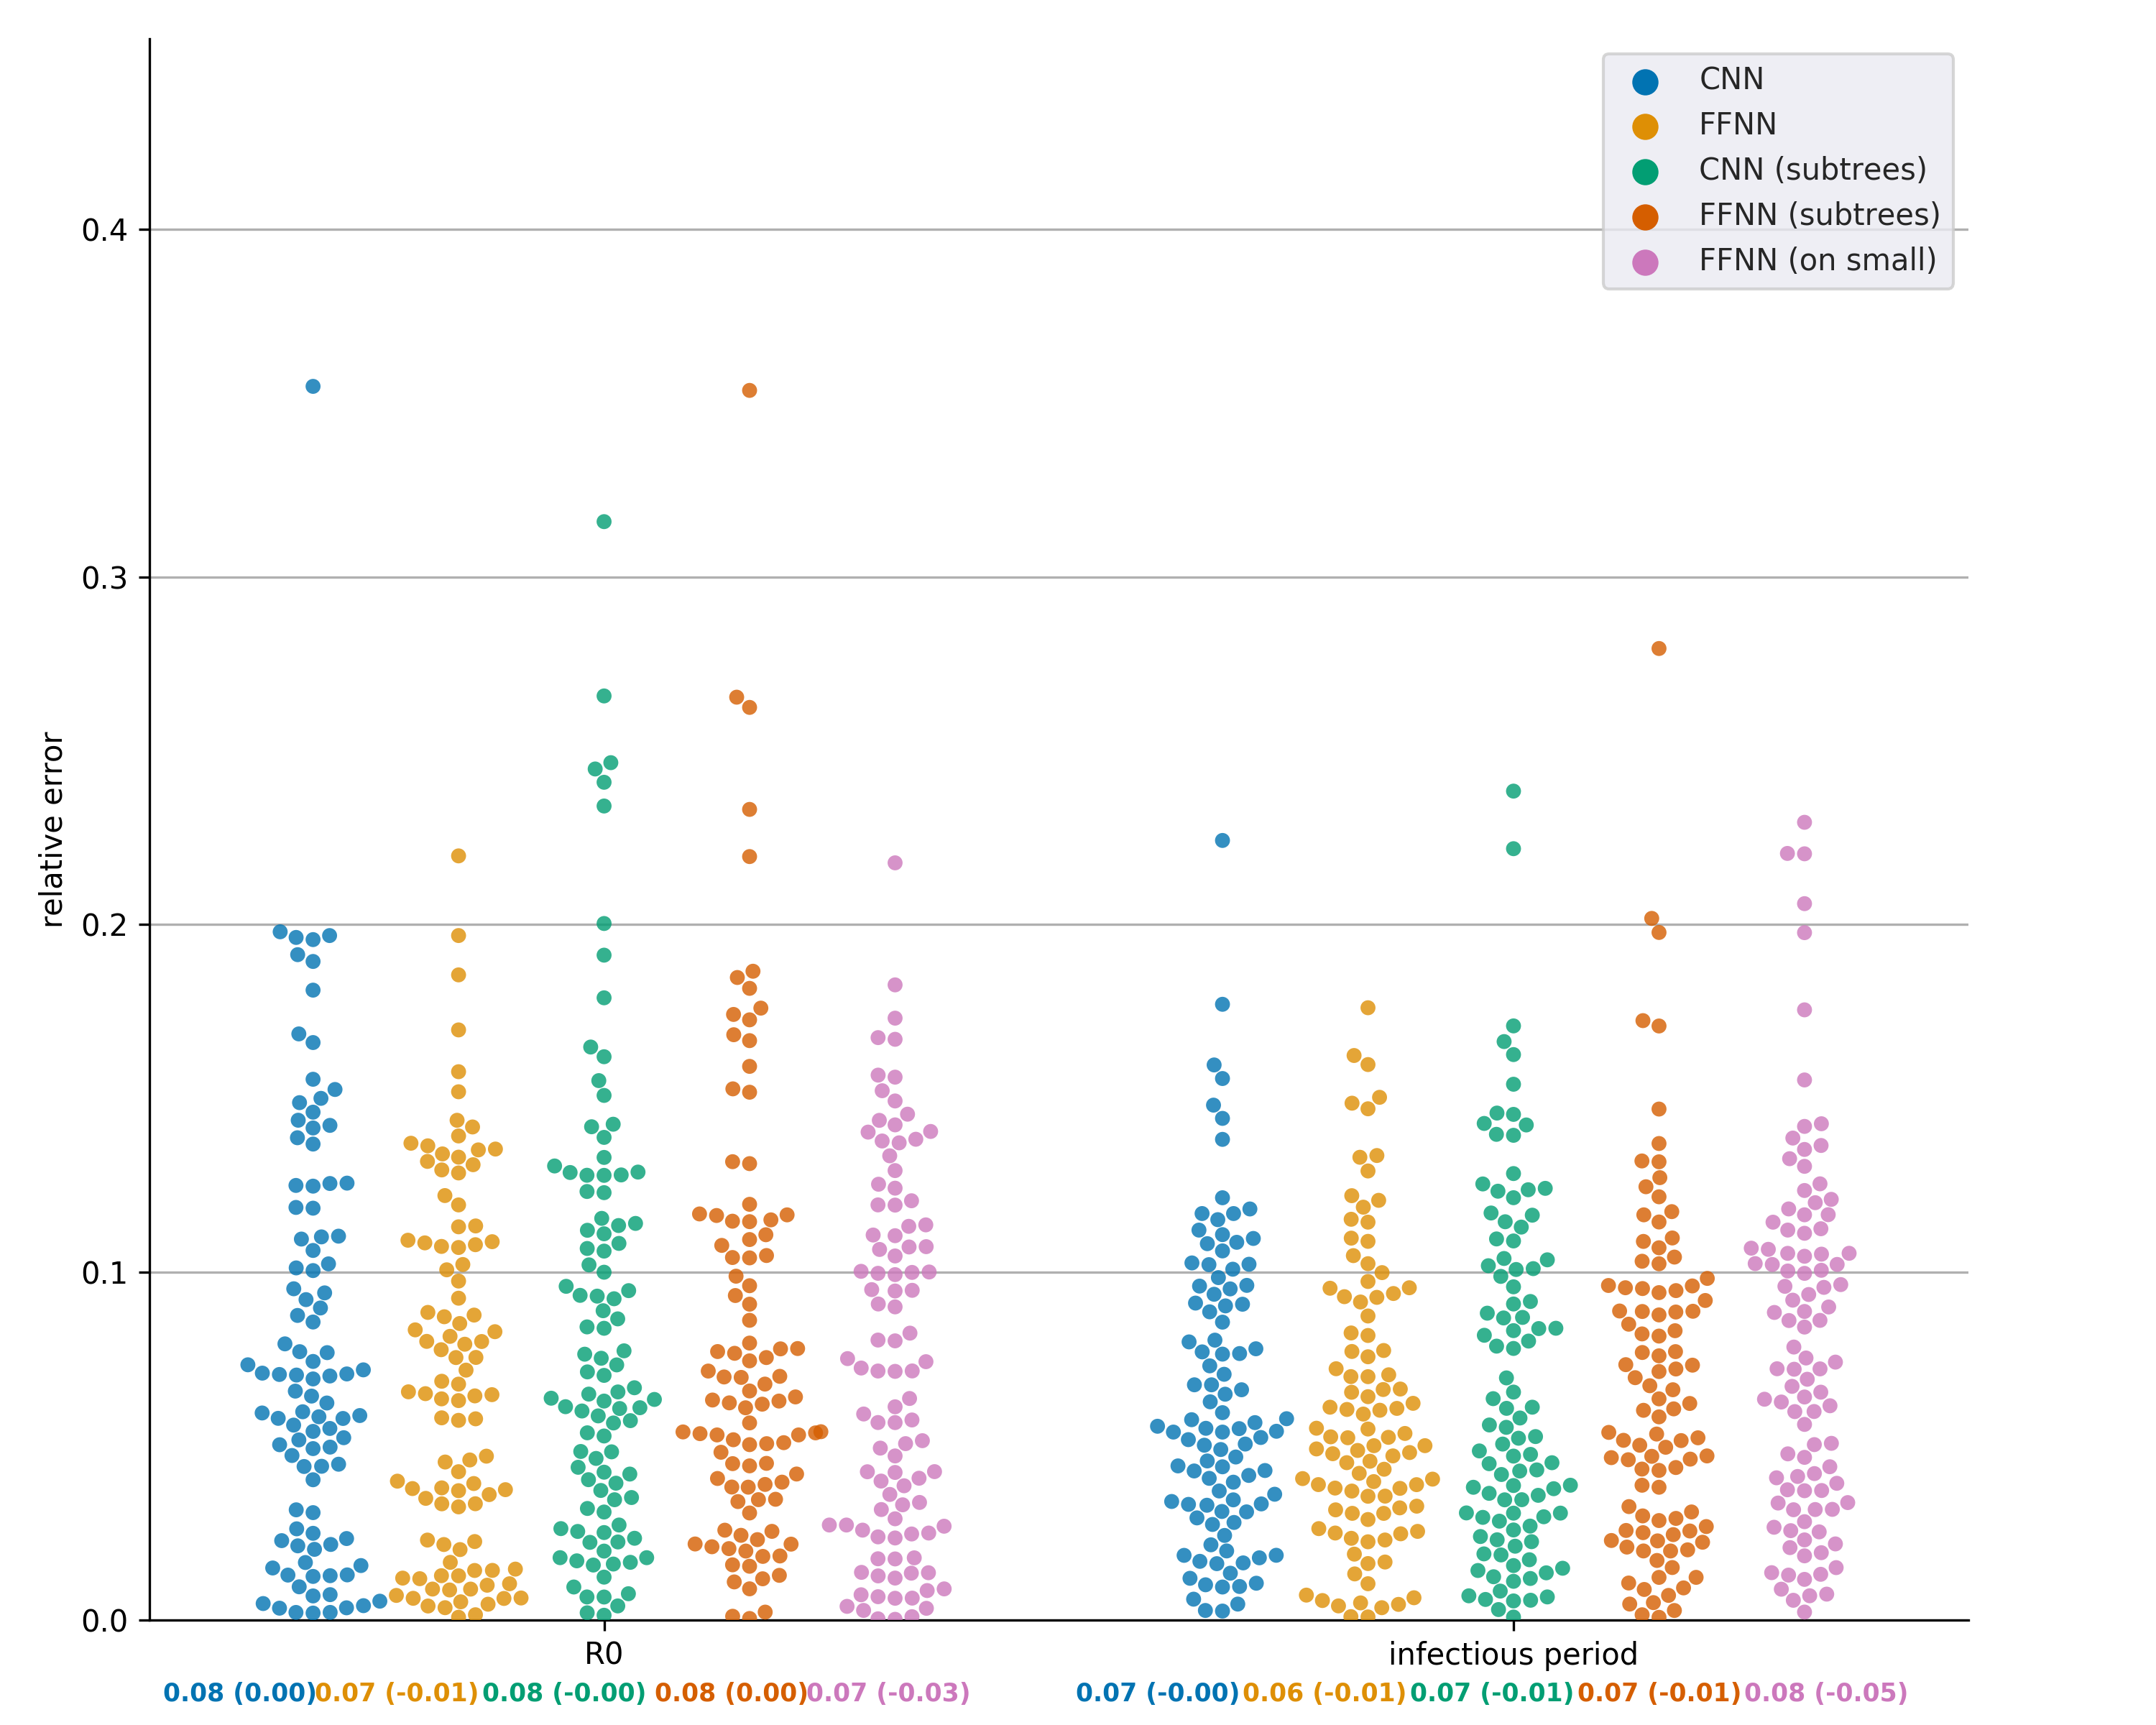 CNN
FFNN
CNN (subtrees)
FFNN (subtrees)
FFNN (on small)
relative error
0.4
0.3
0.2
0.1
0.0
R0 infectious period
0.08 (0.00) 0.07 (-0.01) 0.08 (-0.00) 0.08 (0.00) 0.07 (-0.03) 0.07 (-0.00) 0.06 (-0.01) 0.07 (-0.01) 0.07 (-0.01) 0.08 (-0.05)